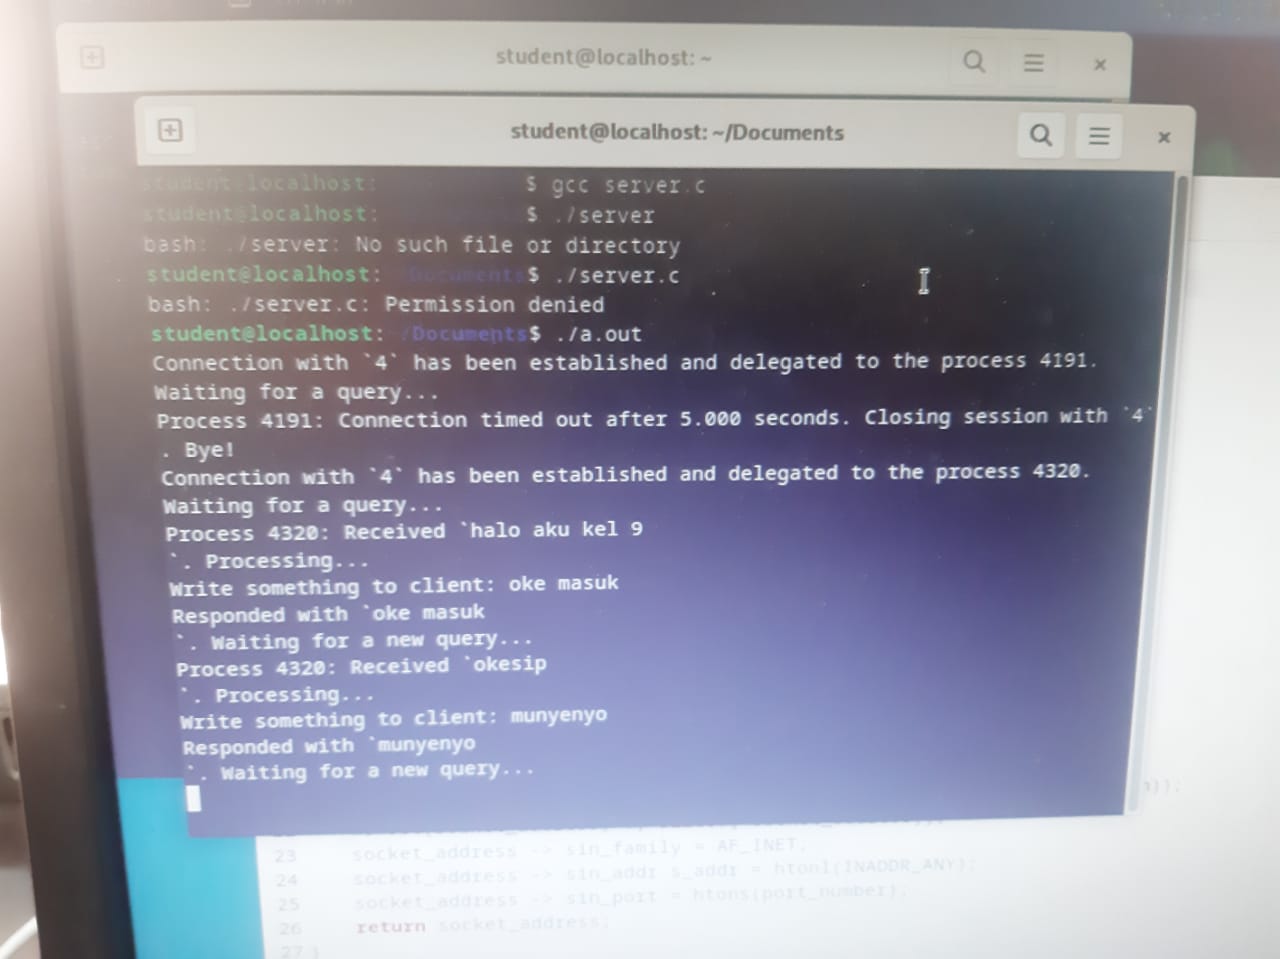 student@localhost: ~
student@localhost: ~/Documents
student@localhost: $ gcc server.c
student@localhost: $ ./server
bash: ./server: No such file or directory
student@localhost: /Documents$ ./server.c
bash: ./server.c: Permission denied
student@localhost: /Documents$ ./a.out
Connection with `4` has been established and delegated to the process 4191.
Waiting for a query...
Process 4191: Connection timed out after 5.000 seconds. Closing session with `4`
. Bye!
Connection with `4` has been established and delegated to the process 4320.
Waiting for a query...
Process 4320: Received `halo aku kel 9
`. Processing...
Write something to client: oke masuk
Responded with `oke masuk
`. Waiting for a new query...
Process 4320: Received `okesip
`. Processing...
Write something to client: munyenyo
Responded with `munyenyo
`. Waiting for a new query...
23 socket_address -> sin_family = AF_INET;
24 socket_address -> sin_addr s_addr = htonl(INADDR_ANY);
25 socket_address -> sin_port = htons(port_number);
26 return socket_address;
27 }